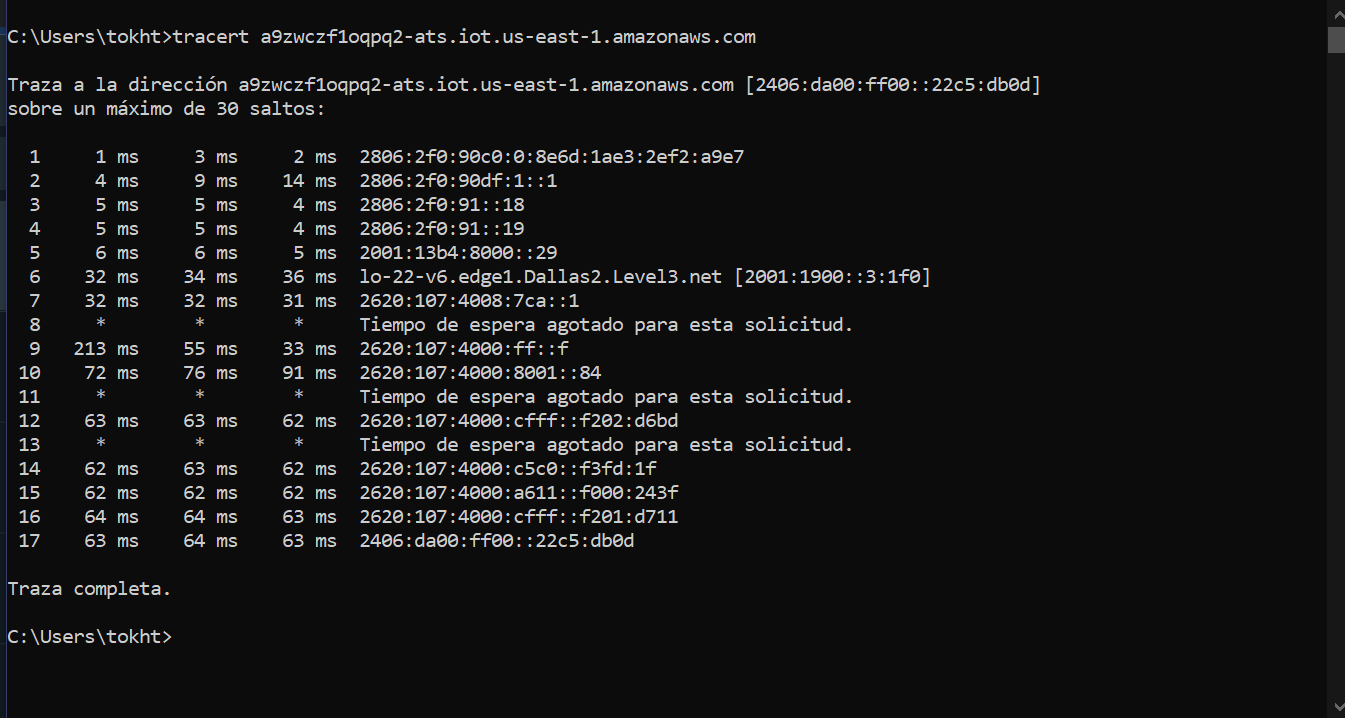 C:\Users\tokht>tracert a9zwczf1oqpq2-ats.iot.us-east-1.amazonaws.com
Traza a la dirección a9zwczf1oqpq2-ats.iot.us-east-1.amazonaws.com [2406:da00:ff00::22c5:db0d]
sobre un máximo de 30 saltos:
1 1 ms 3 ms 2 ms 2806:2f0:90c0:0:8e6d:1ae3:2ef2:a9e7
2 4 ms 9 ms 14 ms 2806:2f0:90df:1::1
3 5 ms 5 ms 4 ms 2806:2f0:91::18
4 5 ms 5 ms 4 ms 2806:2f0:91::19
5 6 ms 6 ms 5 ms 2001:13b4:8000::29
6 32 ms 34 ms 36 ms lo-22-v6.edge1.Dallas2.Level3.net [2001:1900::3:1f0]
7 32 ms 32 ms 31 ms 2620:107:4008:7ca::1
8 * * * Tiempo de espera agotado para esta solicitud.
9 213 ms 55 ms 33 ms 2620:107:4000:ff::f
10 72 ms 76 ms 91 ms 2620:107:4000:8001::84
11 * * * Tiempo de espera agotado para esta solicitud.
12 63 ms 63 ms 62 ms 2620:107:4000:cfff::f202:d6bd
13 * * * Tiempo de espera agotado para esta solicitud.
14 62 ms 63 ms 62 ms 2620:107:4000:c5c0::f3fd:1f
15 62 ms 62 ms 62 ms 2620:107:4000:a611::f000:243f
16 64 ms 64 ms 63 ms 2620:107:4000:cfff::f201:d711
17 63 ms 64 ms 63 ms 2406:da00:ff00::22c5:db0d
Traza completa.
C:\Users\tokht>